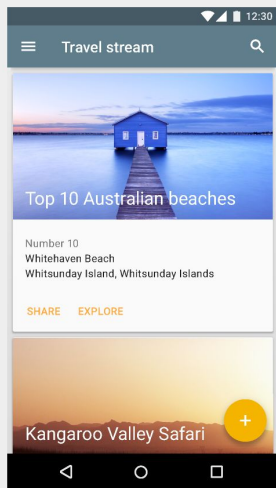 12:30
Travel stream
Top 10 Australian beaches
Number 10
Whitehaven Beach
Whitsunday Island, Whitsunday Islands
SHARE EXPLORE
Kangaroo Valley Safari